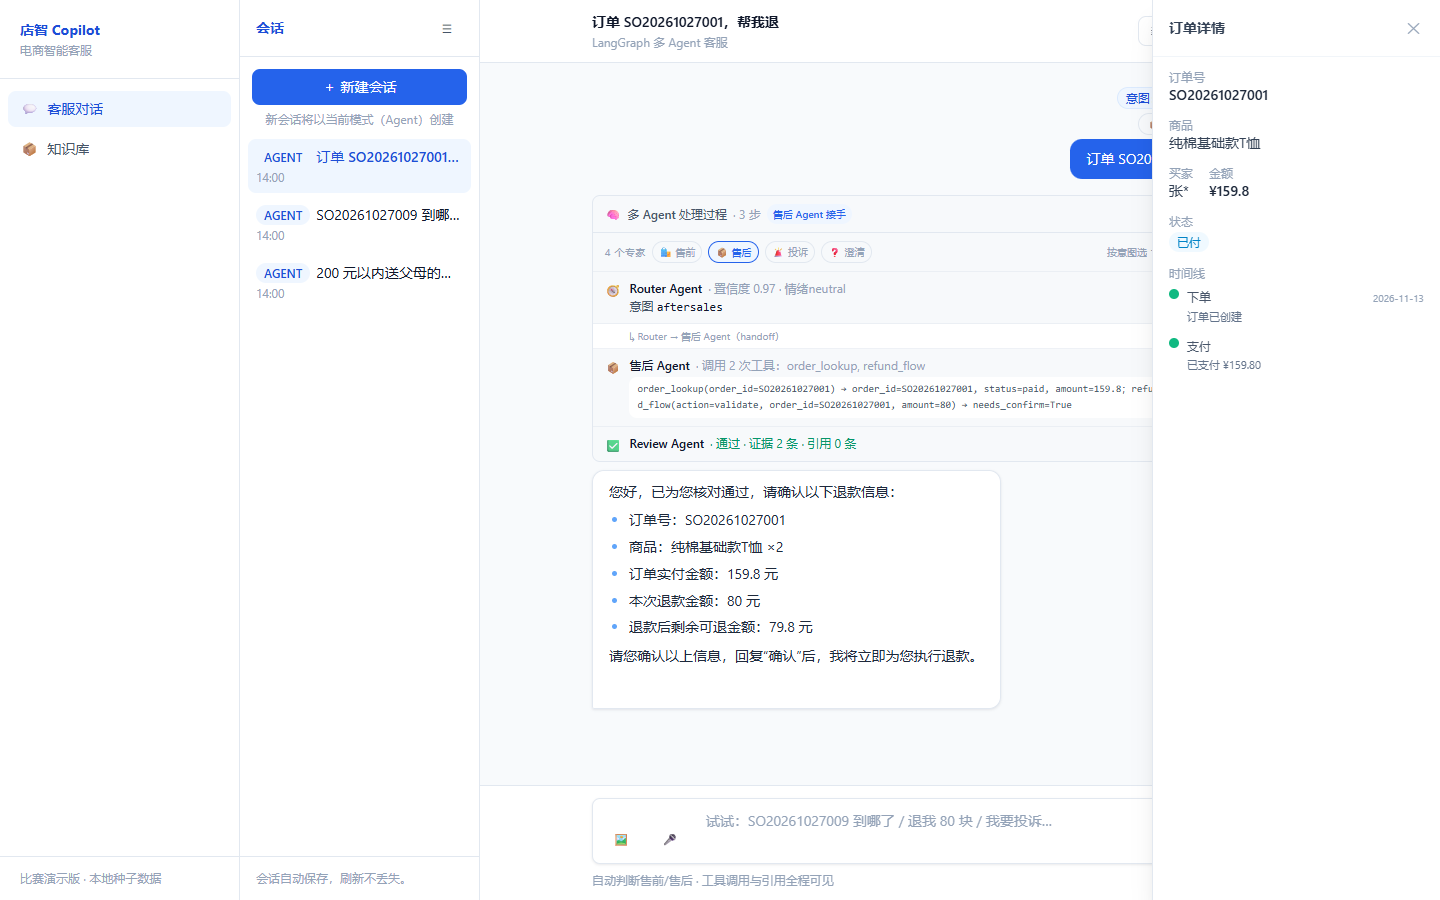 店智 Copilot
电商智能客服
客服对话
知识库
比赛演示版 · 本地种子数据
会话
＋ 新建会话
新会话将以当前模式（Agent）创建
AGENT 订单 SO20261027001...
14:00
AGENT SO20261027009 到哪...
14:00
AGENT 200 元以内送父母的...
14:00
会话自动保存，刷新不丢失。
订单 SO20261027001，帮我退
LangGraph 多 Agent 客服
意图
订单 SO20
多 Agent 处理过程 · 3 步 售后 Agent 接手
4 个专家 售前 售后 投诉 澄清 按意图选
Router Agent · 置信度 0.97 · 情绪neutral
意图 aftersales
↳ Router → 售后 Agent（handoff）
售后 Agent · 调用 2 次工具：order_lookup, refund_flow
order_lookup(order_id=SO20261027001) → order_id=SO20261027001, status=paid, amount=159.8; refu
d_flow(action=validate, order_id=SO20261027001, amount=80) → needs_confirm=True
Review Agent · 通过 · 证据 2 条 · 引用 0 条
您好，已为您核对通过，请确认以下退款信息：
订单号：SO20261027001
商品：纯棉基础款T恤 ×2
订单实付金额：159.8 元
本次退款金额：80 元
退款后剩余可退金额：79.8 元
请您确认以上信息，回复“确认”后，我将立即为您执行退款。
试试：SO20261027009 到哪了 / 退我 80 块 / 我要投诉...
自动判断售前/售后 · 工具调用与引用全程可见
订单详情
订单号
SO20261027001
商品
纯棉基础款T恤
买家 金额
张* ¥159.8
状态
已付
时间线
下单 2026-11-13
订单已创建
支付
已支付 ¥159.80